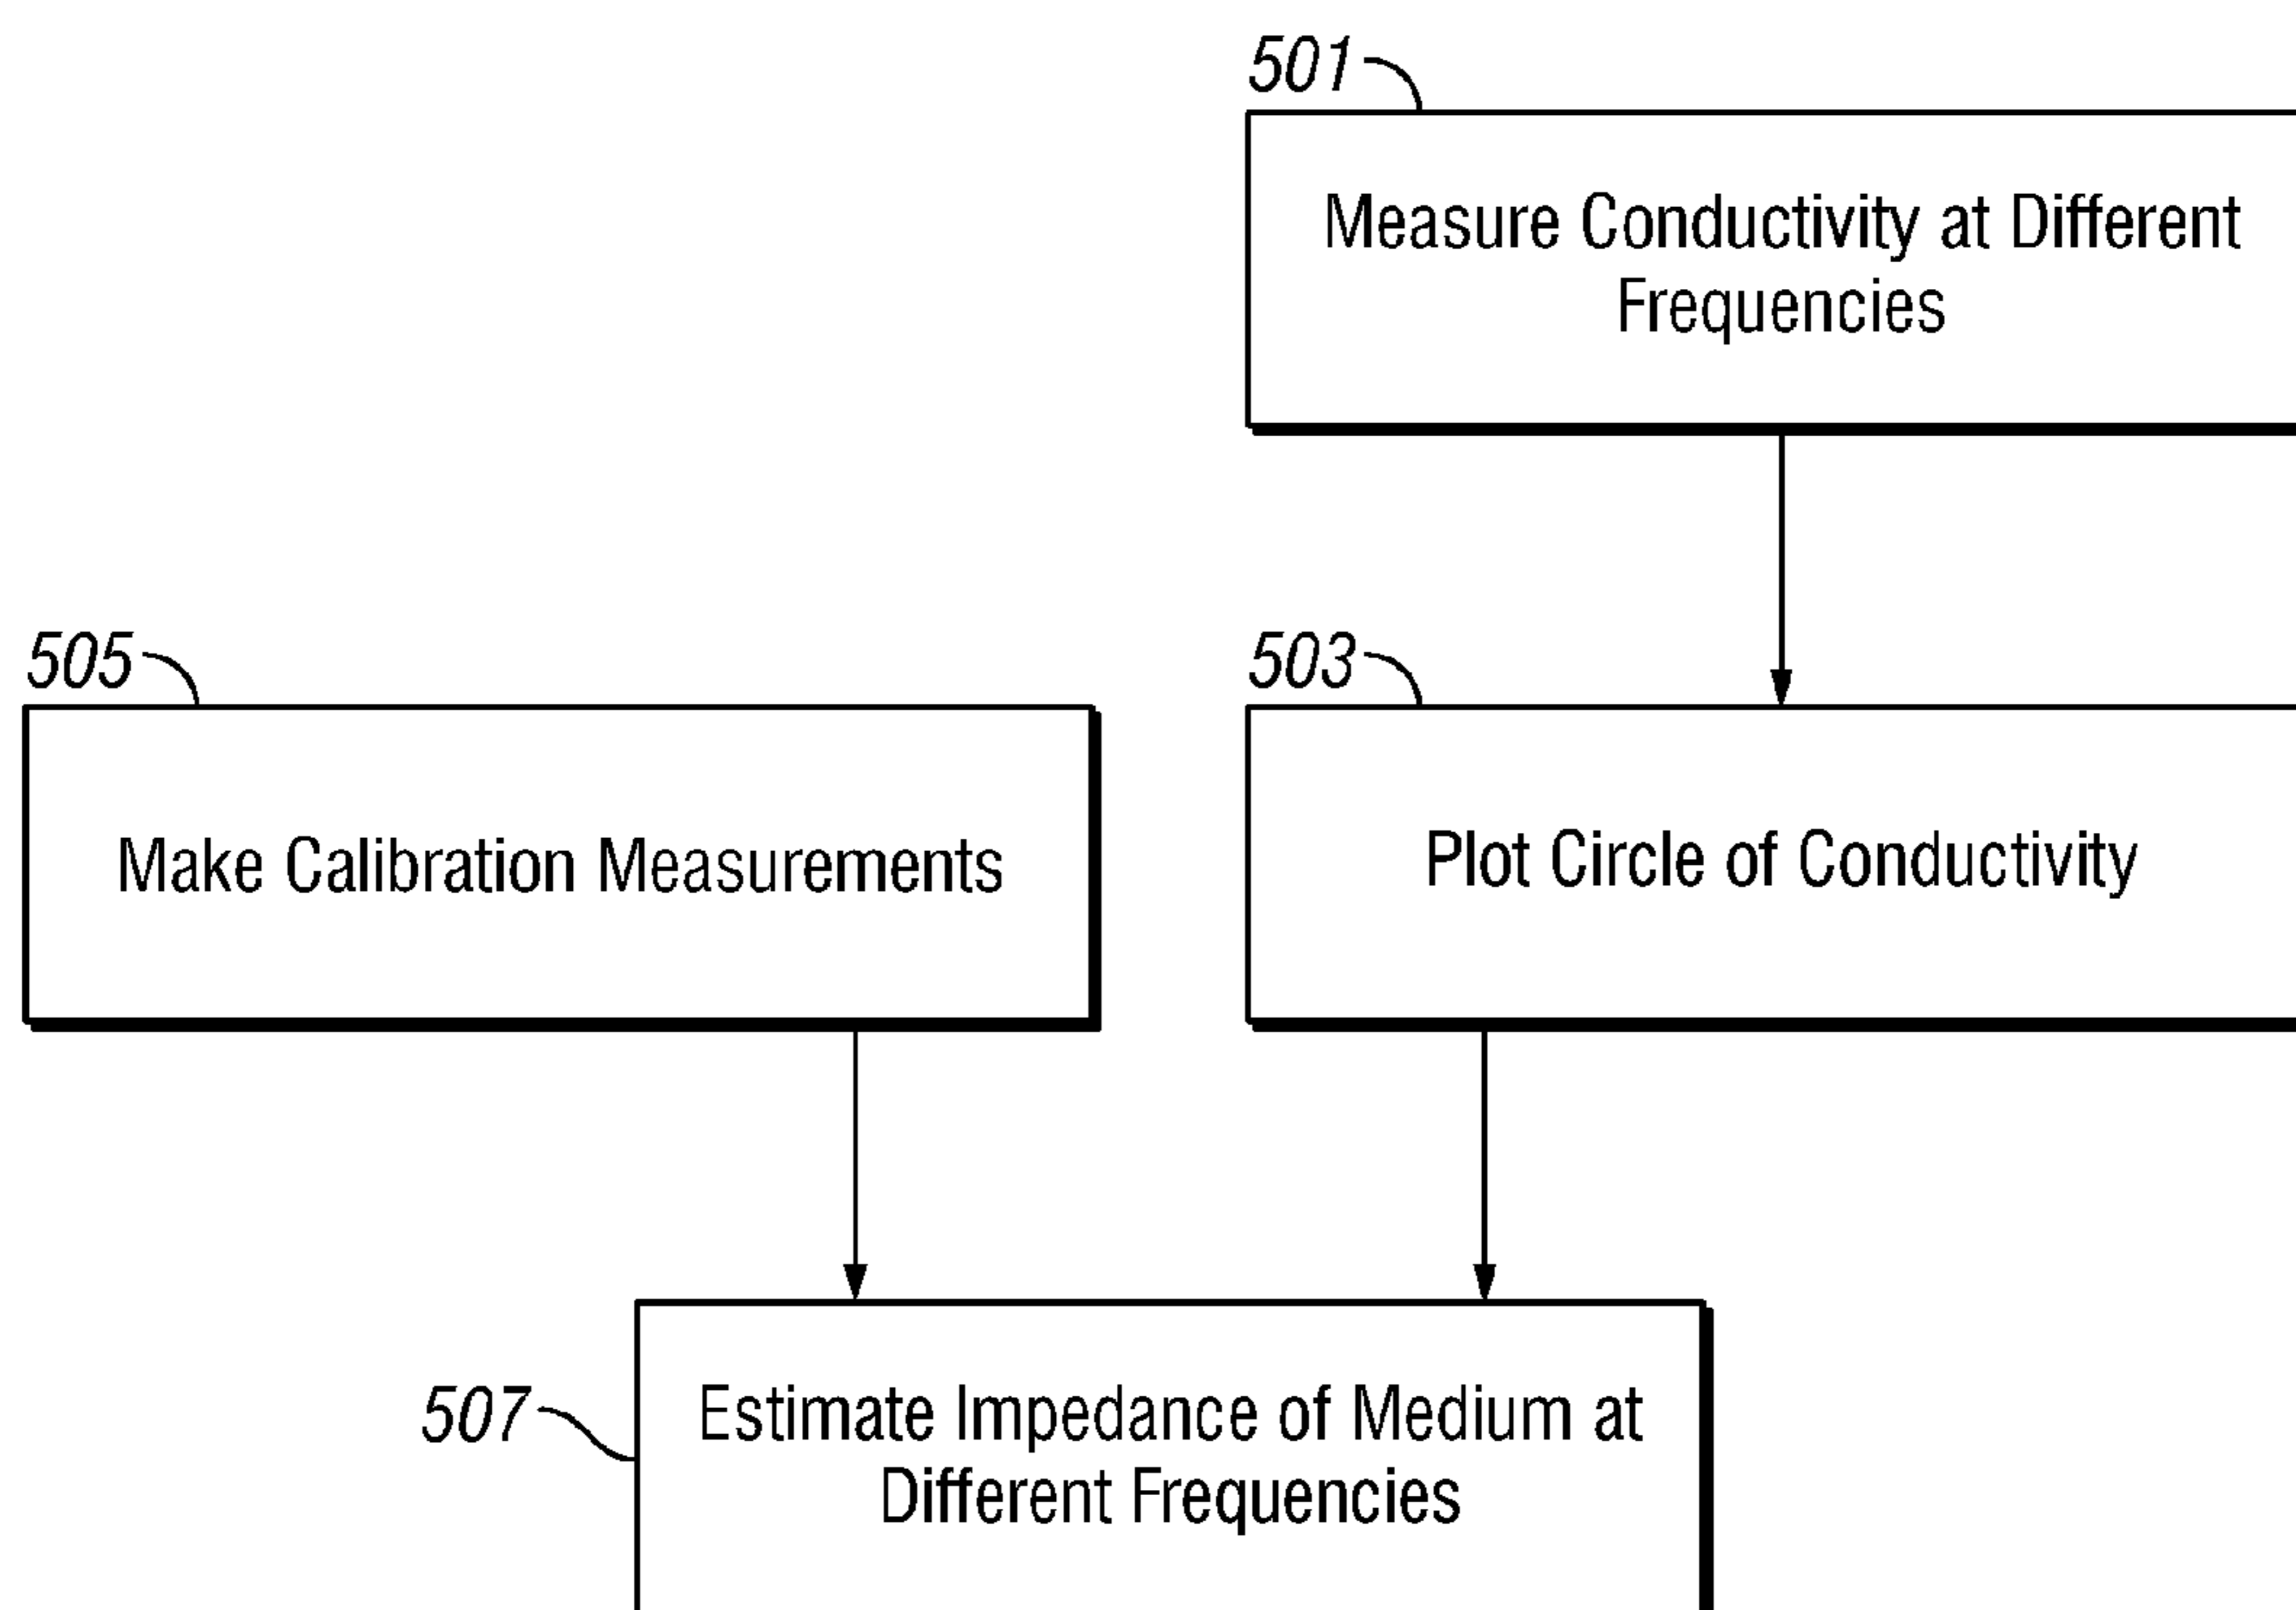 501
Measure Conductivity at Different
Frequencies
505
503
Make Calibration Measurements
Plot Circle of Conductivity
507
Estimate Impedance of Medium at
Different Frequencies